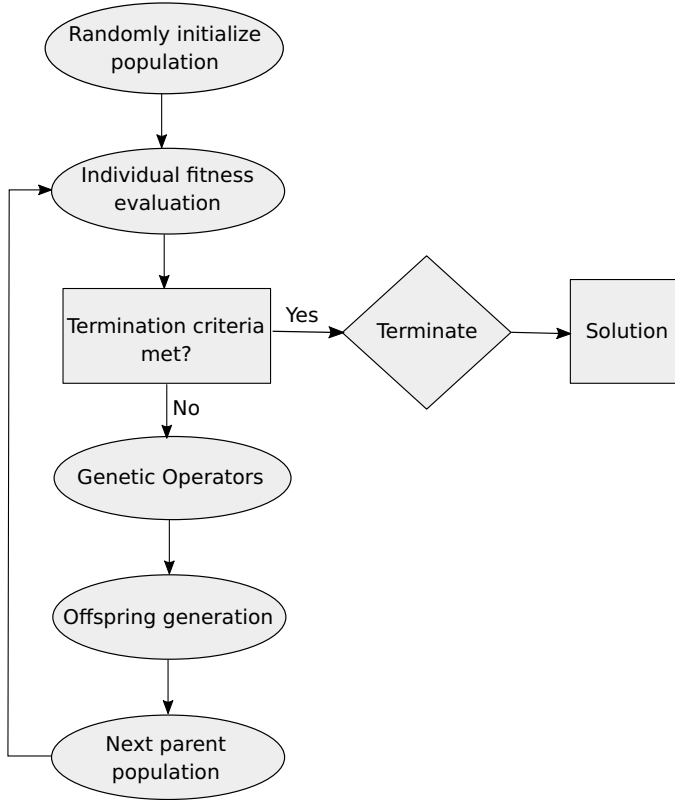 Randomly initialize
population
Individual fitness
evaluation
Termination criteria
met?
Yes
Terminate
Solution
No
Genetic Operators
Offspring generation
Next parent
population